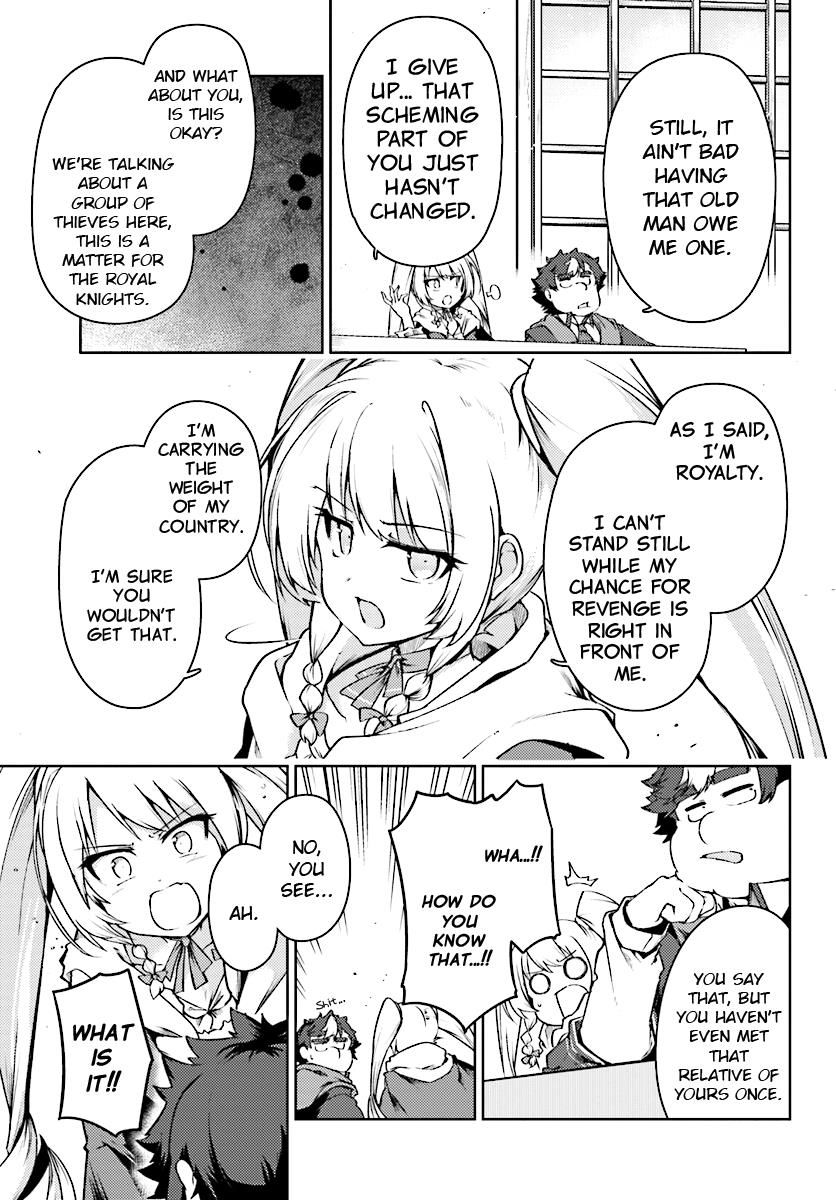 STILL, IT
AIN'T BAD
HAVING
THAT OLD
MAN OWE
ME ONE.
I GIVE
UP... THAT
SCHEMING
PART OF
YOU JUST
HASN'T
CHANGED.
AND WHAT
ABOUT YOU,
IS THIS
OKAY?
WE'RE TALKING
ABOUT A
GROUP OF
THIEVES HERE,
THIS IS A
MATTER FOR
THE ROYAL
KNIGHTS.
AS I SAID,
I'M
ROYALTY.
I CAN'T
STAND STILL
WHILE MY
CHANCE FOR
REVENGE IS
RIGHT IN
FRONT OF
ME.
I'M
CARRYING
THE
WEIGHT
OF MY
COUNTRY.
I'M SURE
YOU
WOULDN'T
GET THAT.
YOU SAY
THAT, BUT
YOU HAVEN'T
EVEN MET
THAT
RELATIVE OF
YOURS ONCE.
WHA...!!
HOW DO
YOU
KNOW
THAT...!!
Shit...
NO,
YOU
SEE...
AH.
WHAT
IS
IT!!